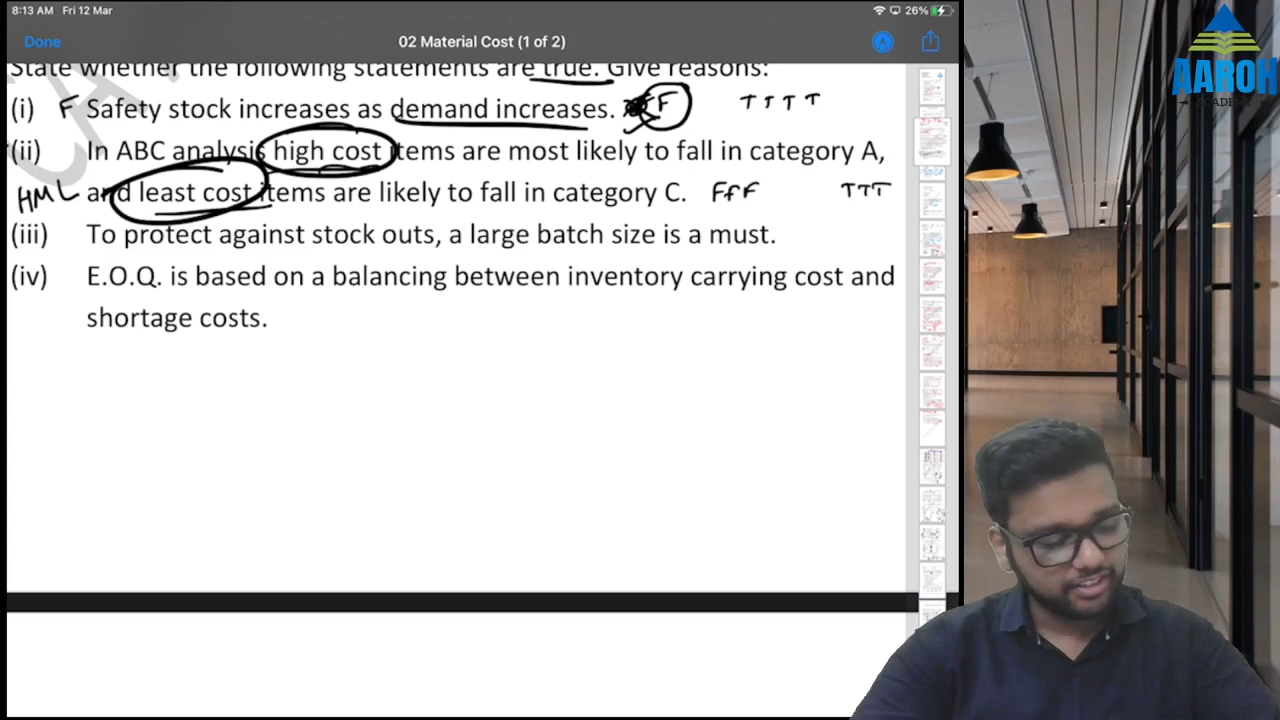 8:13 AM Fri 12 Mar
26%
Done
02 Material Cost (1 of 2)
State whether the following statements are true. Give reasons:
(i) F Safety stock increases as demand increases. F T T T T
(ii) In ABC analysis high cost items are most likely to fall in category A,
HML and least cost items are likely to fall in category C. F F F T T T
(iii) To protect against stock outs, a large batch size is a must.
(iv) E.O.Q. is based on a balancing between inventory carrying cost and
shortage costs.
AAROH
ACADEMY